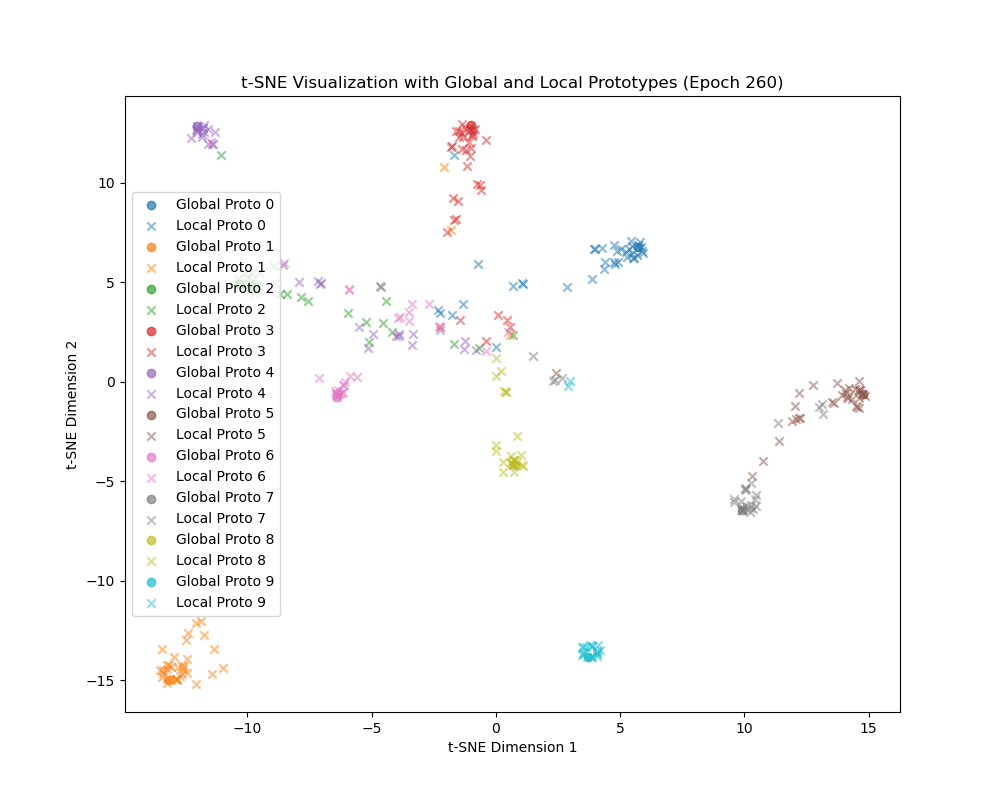 t-SNE Visualization with Global and Local Prototypes (Epoch 260)
t-SNE Dimension 2
10
5
0
−5
−10
−15
Global Proto 0
Local Proto 0
Global Proto 1
Local Proto 1
Global Proto 2
Local Proto 2
Global Proto 3
Local Proto 3
Global Proto 4
Local Proto 4
Global Proto 5
Local Proto 5
Global Proto 6
Local Proto 6
Global Proto 7
Local Proto 7
Global Proto 8
Local Proto 8
Global Proto 9
Local Proto 9
−10
−5
0
5
10
15
t-SNE Dimension 1